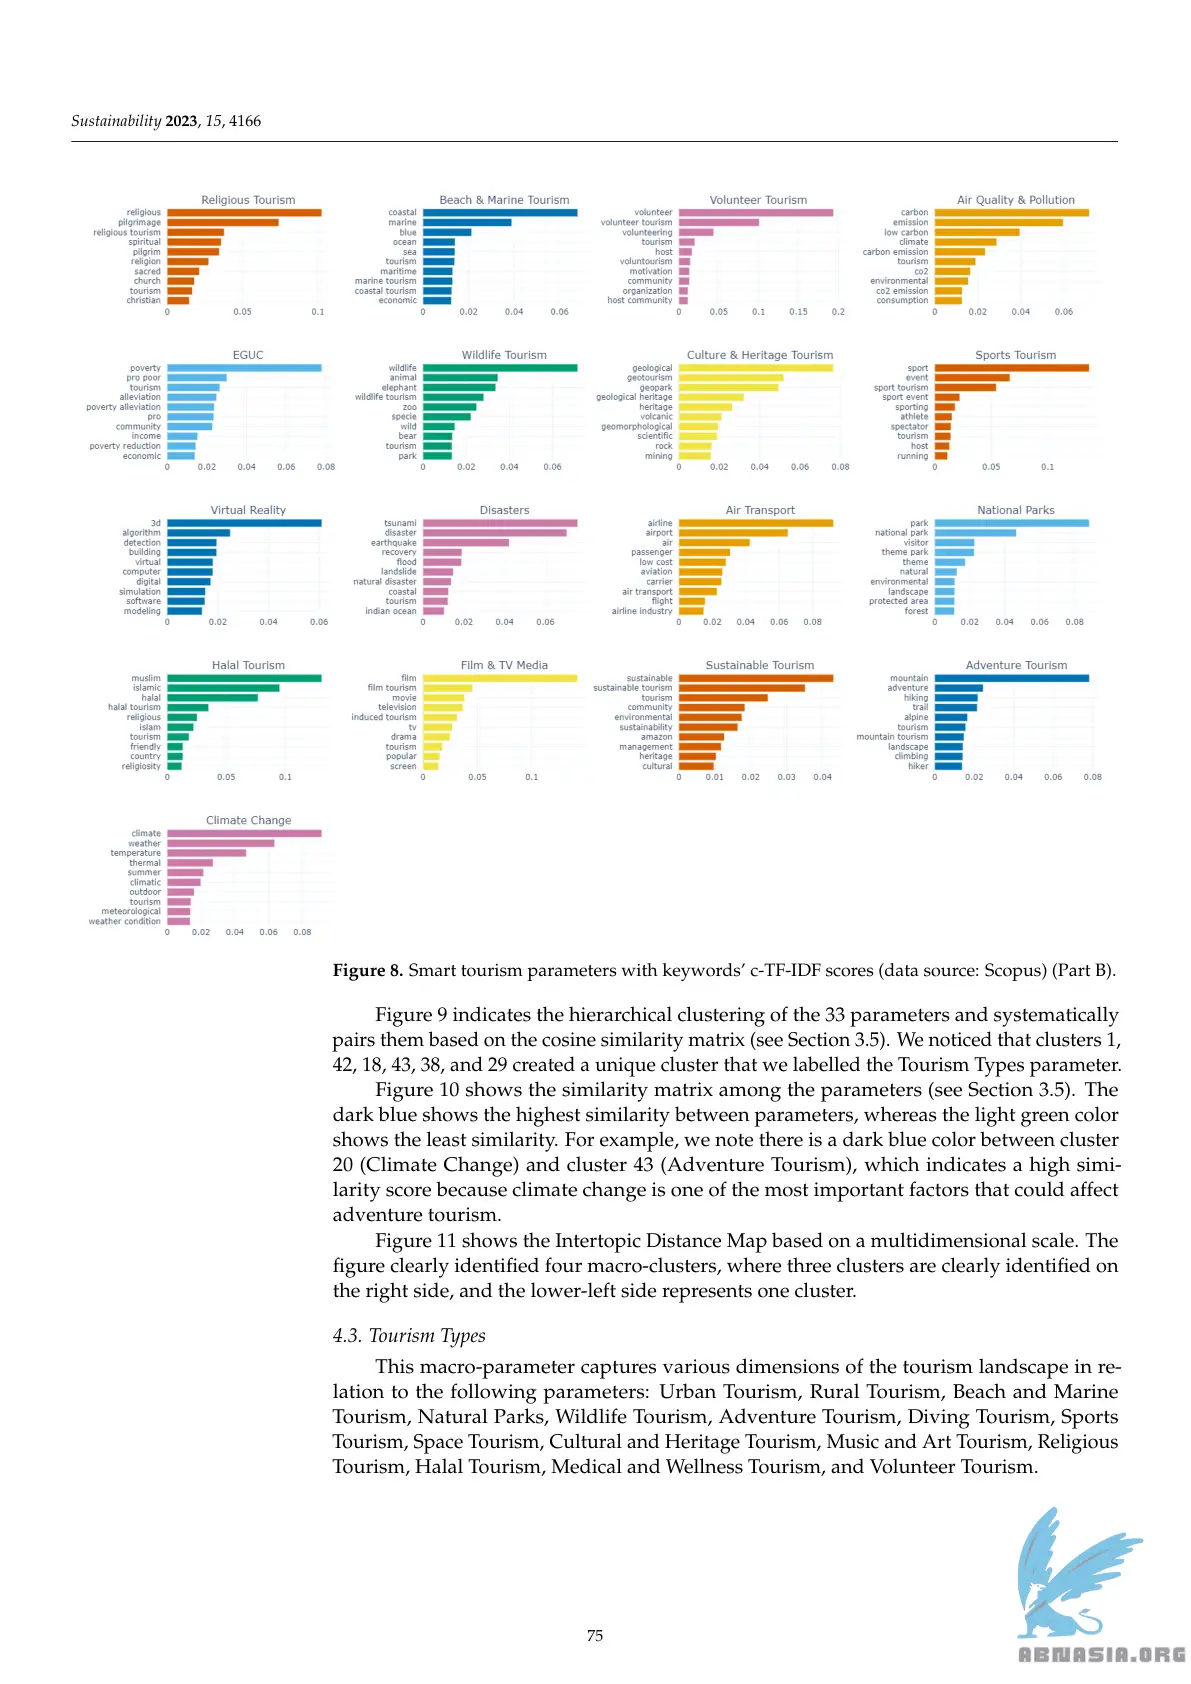 Sustainability 2023, 15, 4166
Religious Tourism
religious
pilgrimage
religious tourism
spiritual
pilgrim
religion
sacred
church
tourism
christian
0 0.05 0.1
Beach & Marine Tourism
coastal
marine
blue
ocean
sea
tourism
maritime
marine tourism
coastal tourism
economic
0 0.02 0.04 0.06
Volunteer Tourism
volunteer
volunteer tourism
volunteering
tourism
host
voluntourism
motivation
community
organization
host community
0 0.05 0.1 0.15 0.2
Air Quality & Pollution
carbon
emission
low carbon
climate
carbon emission
tourism
co2
environmental
co2 emission
consumption
0 0.02 0.04 0.06
EGUC
poverty
pro poor
tourism
alleviation
poverty alleviation
pro
community
income
poverty reduction
economic
0 0.02 0.04 0.06 0.08
Wildlife Tourism
wildlife
animal
elephant
wildlife tourism
zoo
specie
wild
bear
tourism
park
0 0.02 0.04 0.06
Culture & Heritage Tourism
geological
geotourism
geopark
geological heritage
heritage
volcanic
geomorphological
scientific
rock
mining
0 0.02 0.04 0.06 0.08
Sports Tourism
sport
event
sport tourism
sport event
sporting
athlete
spectator
tourism
host
running
0 0.05 0.1
Virtual Reality
3d
algorithm
detection
building
virtual
computer
digital
simulation
software
modeling
0 0.02 0.04 0.06
Disasters
tsunami
disaster
earthquake
recovery
flood
landslide
natural disaster
coastal
tourism
indian ocean
0 0.02 0.04 0.06
Air Transport
airline
airport
air
passenger
low cost
aviation
carrier
air transport
flight
airline industry
0 0.02 0.04 0.06 0.08
National Parks
park
national park
visitor
theme park
theme
natural
environmental
landscape
protected area
forest
0 0.02 0.04 0.06 0.08
Halal Tourism
muslim
islamic
halal
halal tourism
religious
islam
tourism
friendly
country
religiosity
0 0.05 0.1
Film & TV Media
film
film tourism
movie
television
induced tourism
tv
drama
tourism
popular
screen
0 0.05 0.1
Sustainable Tourism
sustainable
sustainable tourism
tourism
community
environmental
sustainability
amazon
management
heritage
cultural
0 0.01 0.02 0.03 0.04
Adventure Tourism
mountain
adventure
hiking
trail
alpine
tourism
mountain tourism
landscape
climbing
hiker
0 0.02 0.04 0.06 0.08
Climate Change
climate
weather
temperature
thermal
summer
climatic
outdoor
tourism
meteorological
weather condition
0 0.02 0.04 0.06 0.08
Figure 8. Smart tourism parameters with keywords’ c-TF-IDF scores (data source: Scopus) (Part B).
Figure 9 indicates the hierarchical clustering of the 33 parameters and systematically
pairs them based on the cosine similarity matrix (see Section 3.5). We noticed that clusters 1,
42, 18, 43, 38, and 29 created a unique cluster that we labelled the Tourism Types parameter.
Figure 10 shows the similarity matrix among the parameters (see Section 3.5). The
dark blue shows the highest similarity between parameters, whereas the light green color
shows the least similarity. For example, we note there is a dark blue color between cluster
20 (Climate Change) and cluster 43 (Adventure Tourism), which indicates a high simi-
larity score because climate change is one of the most important factors that could affect
adventure tourism.
Figure 11 shows the Intertopic Distance Map based on a multidimensional scale. The
figure clearly identified four macro-clusters, where three clusters are clearly identified on
the right side, and the lower-left side represents one cluster.
4.3. Tourism Types
This macro-parameter captures various dimensions of the tourism landscape in re-
lation to the following parameters: Urban Tourism, Rural Tourism, Beach and Marine
Tourism, Natural Parks, Wildlife Tourism, Adventure Tourism, Diving Tourism, Sports
Tourism, Space Tourism, Cultural and Heritage Tourism, Music and Art Tourism, Religious
Tourism, Halal Tourism, Medical and Wellness Tourism, and Volunteer Tourism.
75
ABNASIA.ORG